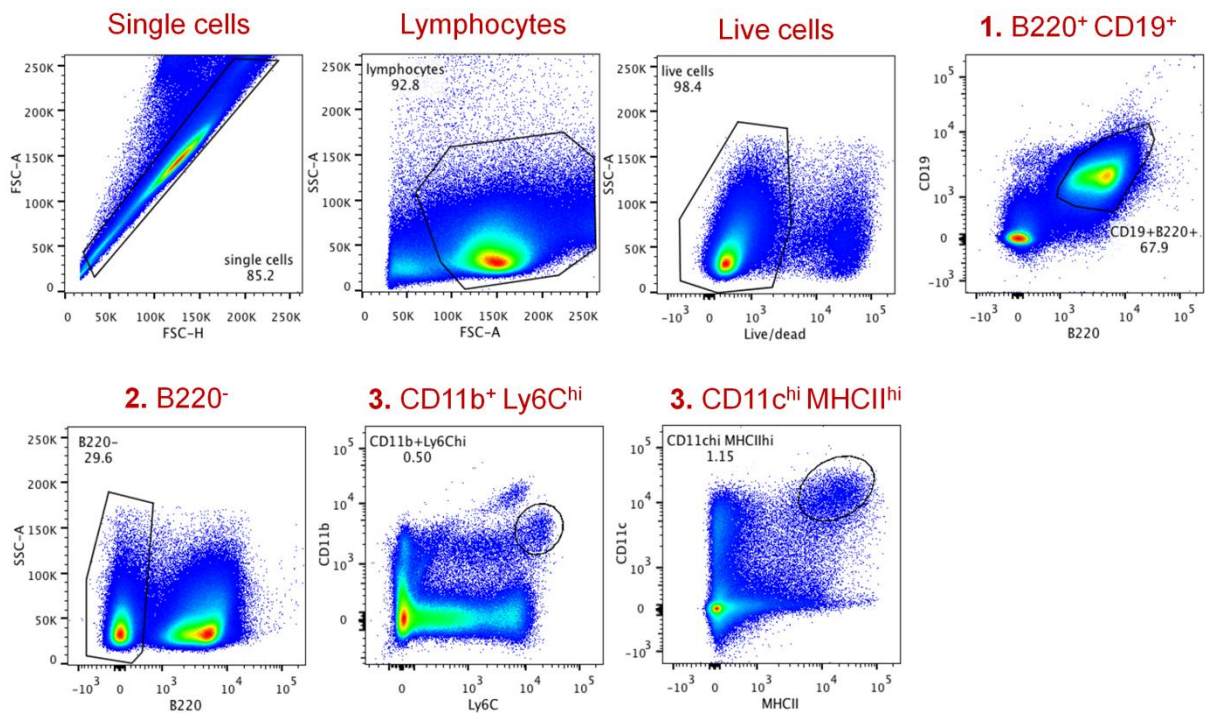 Single cells
Lymphocytes
Live cells
1. B220+ CD19+
250K
200K
150K
100K
50K
0
FSC-A
single cells
85.2
0 50K 100K 150K 200K 250K
FSC-H
250K
200K
150K
100K
50K
0
SSC-A
lymphocytes
92.8
0 50K 100K 150K 200K 250K
FSC-A
250K
200K
150K
100K
50K
0
SSC-A
live cells
98.4
-10³ 0 10³ 10⁴ 10⁵
Live/dead
10⁵
10⁴
10³
0
-10³
CD19
CD19+B220+
67.9
-10³ 0 10³ 10⁴ 10⁵
B220
2. B220-
3. CD11b+ Ly6Chi
3. CD11chi MHCIIhi
250K
200K
150K
100K
50K
0
SSC-A
B220-
29.6
-10³ 0 10³ 10⁴ 10⁵
B220
10⁵
10⁴
10³
0
CD11b
CD11b+Ly6Chi
0.50
0 10³ 10⁴ 10⁵
Ly6C
10⁵
10⁴
10³
0
-10³
CD11c
CD11chi MHCIIhi
1.15
-10³ 0 10³ 10⁴ 10⁵
MHCII